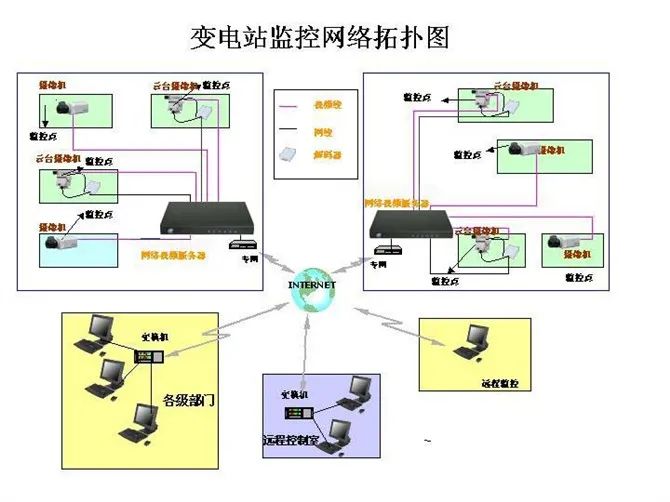 变电站监控网络拓扑图
摄像机
监控点
云台摄像机
监控点
云台摄像机
监控点
摄像机
监控点
网络视频服务器
专网
视频线
网线
解码器
云台摄像机
监控点
监控点
摄像机
网络视频服务器
专网
云台摄像机
监控点
摄像机
监控点
INTERNET
交换机
各级部门
交换机
远程控制室
远程监控
~